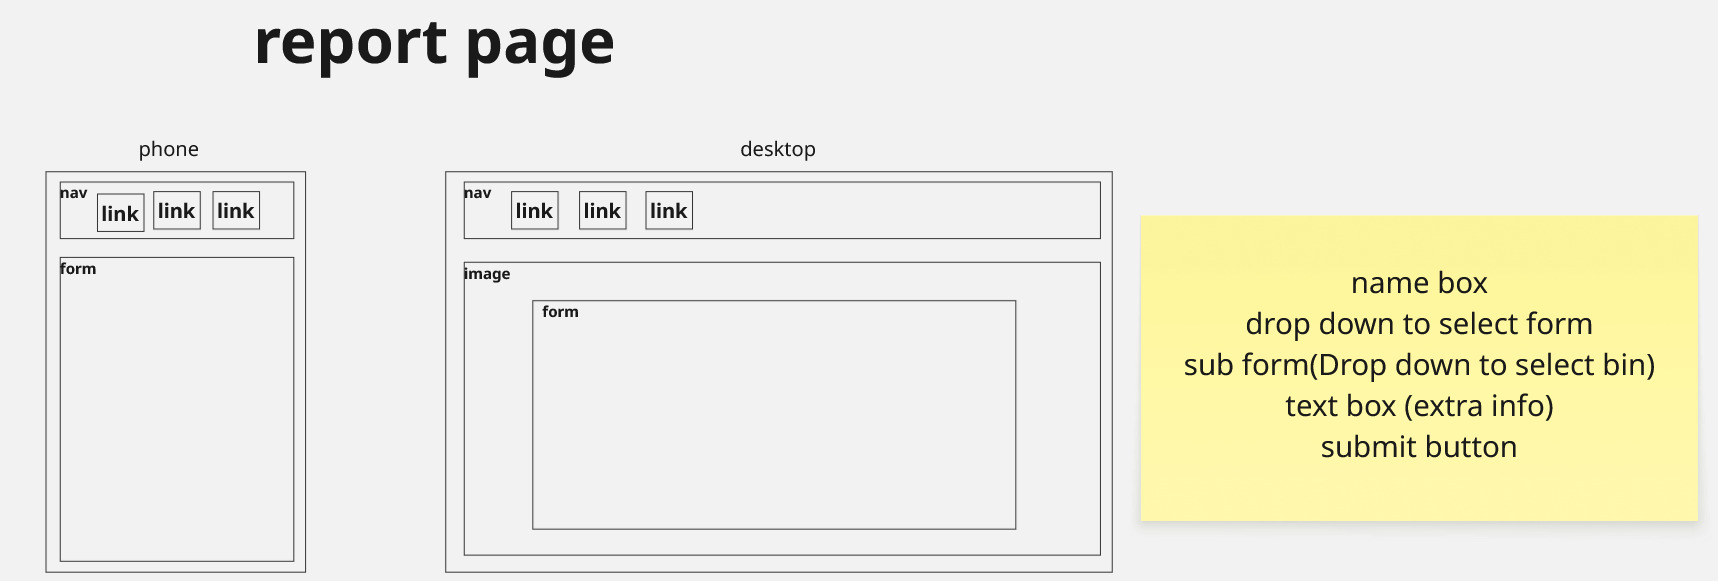 report page
phone
nav
link
link
link
form
desktop
nav
link
link
link
image
form
name box
drop down to select form
sub form(Drop down to select bin)
text box (extra info)
submit button